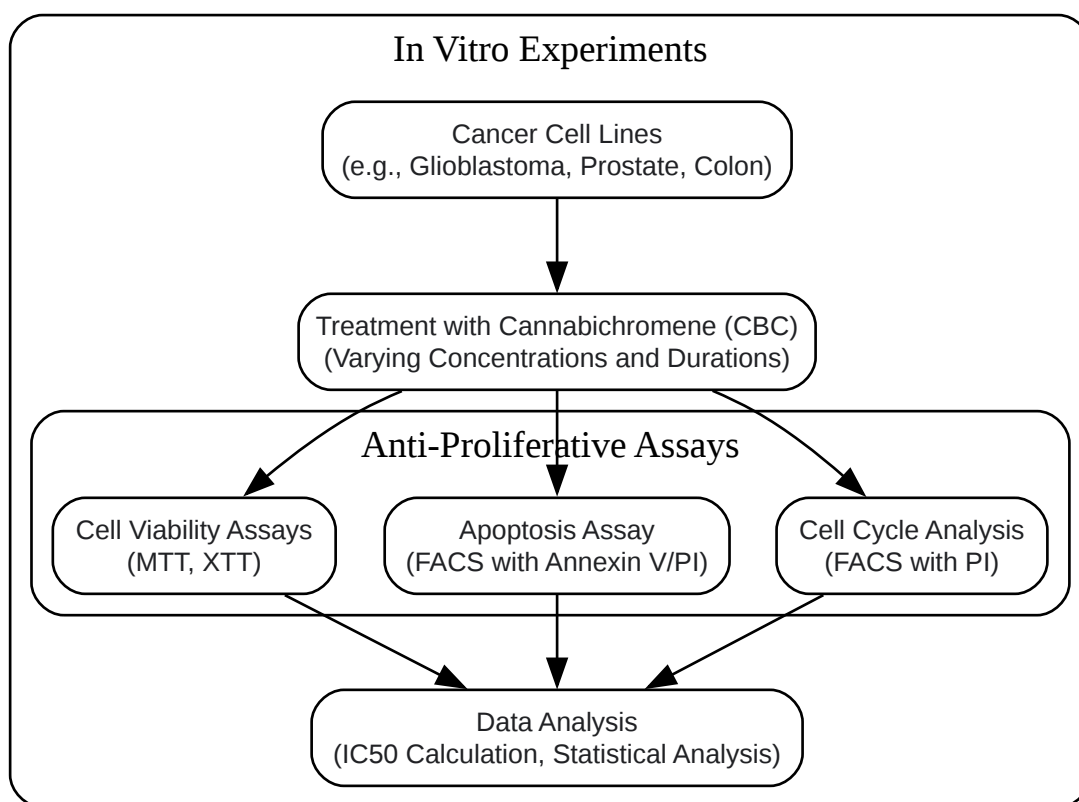 In Vitro Experiments
Cancer Cell Lines
(e.g., Glioblastoma, Prostate, Colon)
Treatment with Cannabichromene (CBC)
(Varying Concentrations and Durations)
Anti-Proliferative Assays
Cell Viability Assays
(MTT, XTT)
Apoptosis Assay
(FACS with Annexin V/PI)
Cell Cycle Analysis
(FACS with PI)
Data Analysis
(IC50 Calculation, Statistical Analysis)